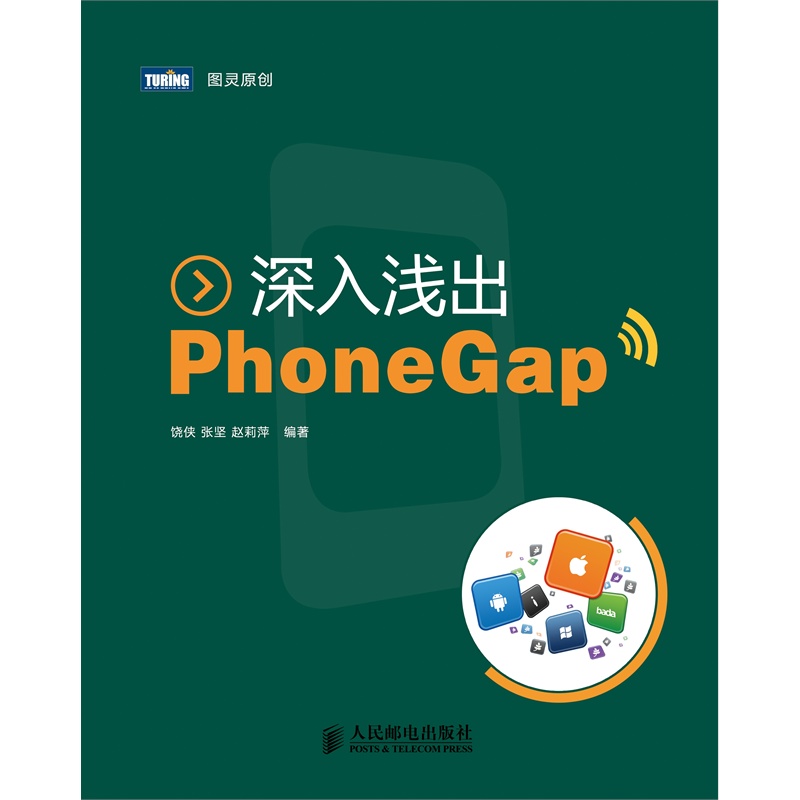 TURING 图灵原创
深入浅出
PhoneGap
饶侠 张坚 赵莉萍 编著
bada
人民邮电出版社
POSTS & TELECOM PRESS